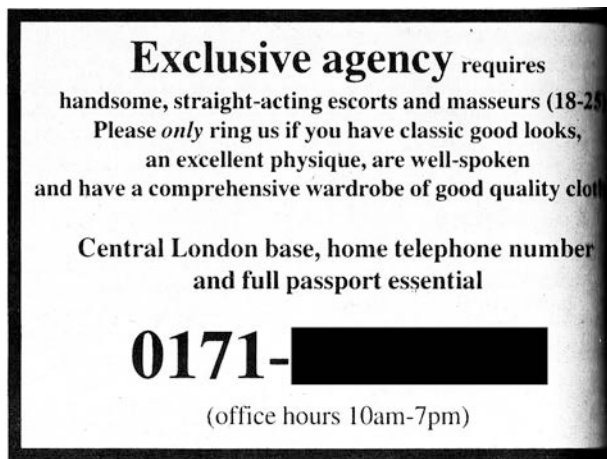 Exclusive agency requires
handsome, straight-acting escorts and masseurs (18-25
Please only ring us if you have classic good looks,
an excellent physique, are well-spoken
and have a comprehensive wardrobe of good quality
Central London base, home telephone number
and full passport essential
0171-
(office hours 10am-7pm)